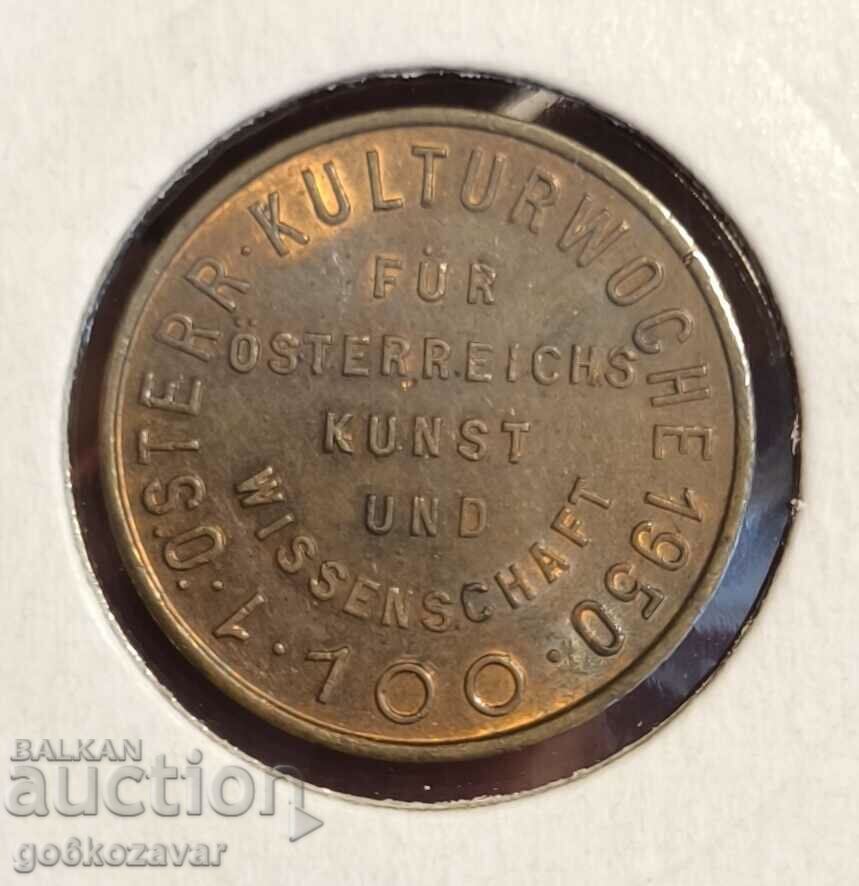 1. Ö. ÖSTERR. KULTURWOCHE 1950.
FÜR
ÖSTERREICHS
KUNST
UND
WISSENSCHAFT
100
BALKAN
auction
go6kozavar